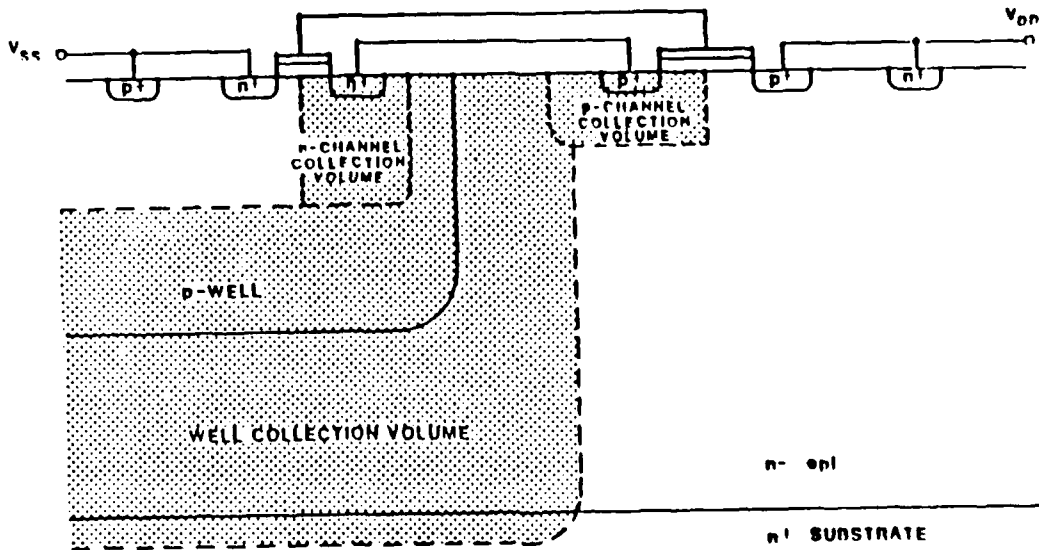 VSS
VDD
p+
n+
n+
p+
p+
n+
n-CHANNEL
COLLECTION
VOLUME
p-CHANNEL
COLLECTION
VOLUME
p-WELL
WELL COLLECTION VOLUME
n- epi
n+ SUBSTRATE